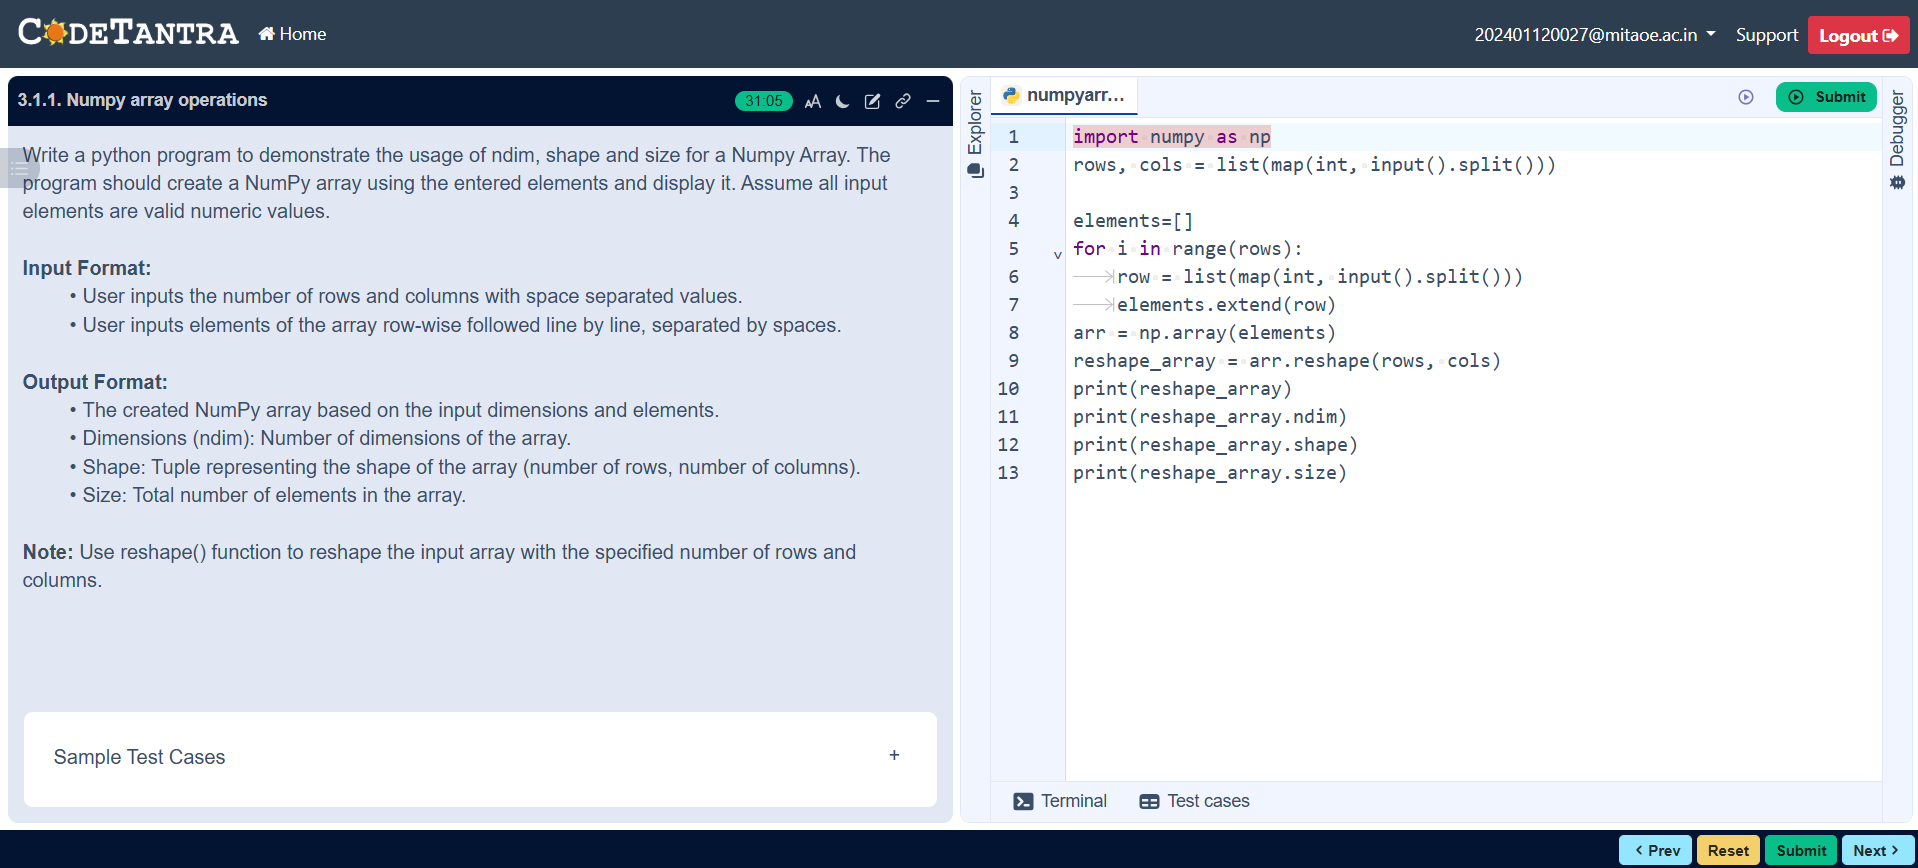 CODETANTRA
Home
202401120027@mitaoe.ac.in
Support
Logout
3.1.1. Numpy array operations
31:05
AA
Write a python program to demonstrate the usage of ndim, shape and size for a Numpy Array. The
program should create a NumPy array using the entered elements and display it. Assume all input
elements are valid numeric values.
Input Format:
• User inputs the number of rows and columns with space separated values.
• User inputs elements of the array row-wise followed line by line, separated by spaces.
Output Format:
• The created NumPy array based on the input dimensions and elements.
• Dimensions (ndim): Number of dimensions of the array.
• Shape: Tuple representing the shape of the array (number of rows, number of columns).
• Size: Total number of elements in the array.
Note: Use reshape() function to reshape the input array with the specified number of rows and
columns.
Sample Test Cases
+
Explorer
numpyarr...
Submit
Debugger
1 import numpy as np
2 rows, cols = list(map(int, input().split()))
3
4 elements=[]
5 for i in range(rows):
6 row = list(map(int, input().split()))
7 elements.extend(row)
8 arr = np.array(elements)
9 reshape_array = arr.reshape(rows, cols)
10 print(reshape_array)
11 print(reshape_array.ndim)
12 print(reshape_array.shape)
13 print(reshape_array.size)
Terminal
Test cases
< Prev
Reset
Submit
Next >